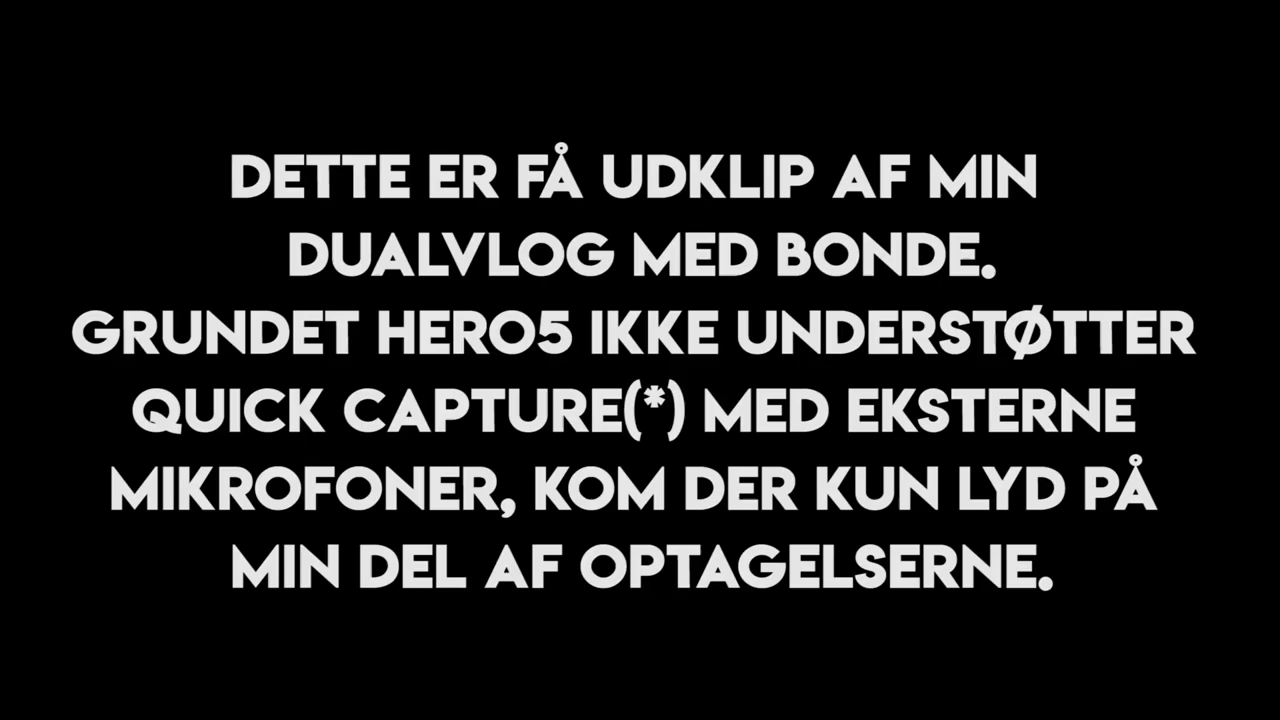 DETTE ER FÅ UDKLIP AF MIN
DUALVLOG MED BONDE.
GRUNDET HERO5 IKKE UNDERSTØTTER
QUICK CAPTURE(*) MED EKSTERNE
MIKROFONER, KOM DER KUN LYD PÅ
MIN DEL AF OPTAGELSERNE.